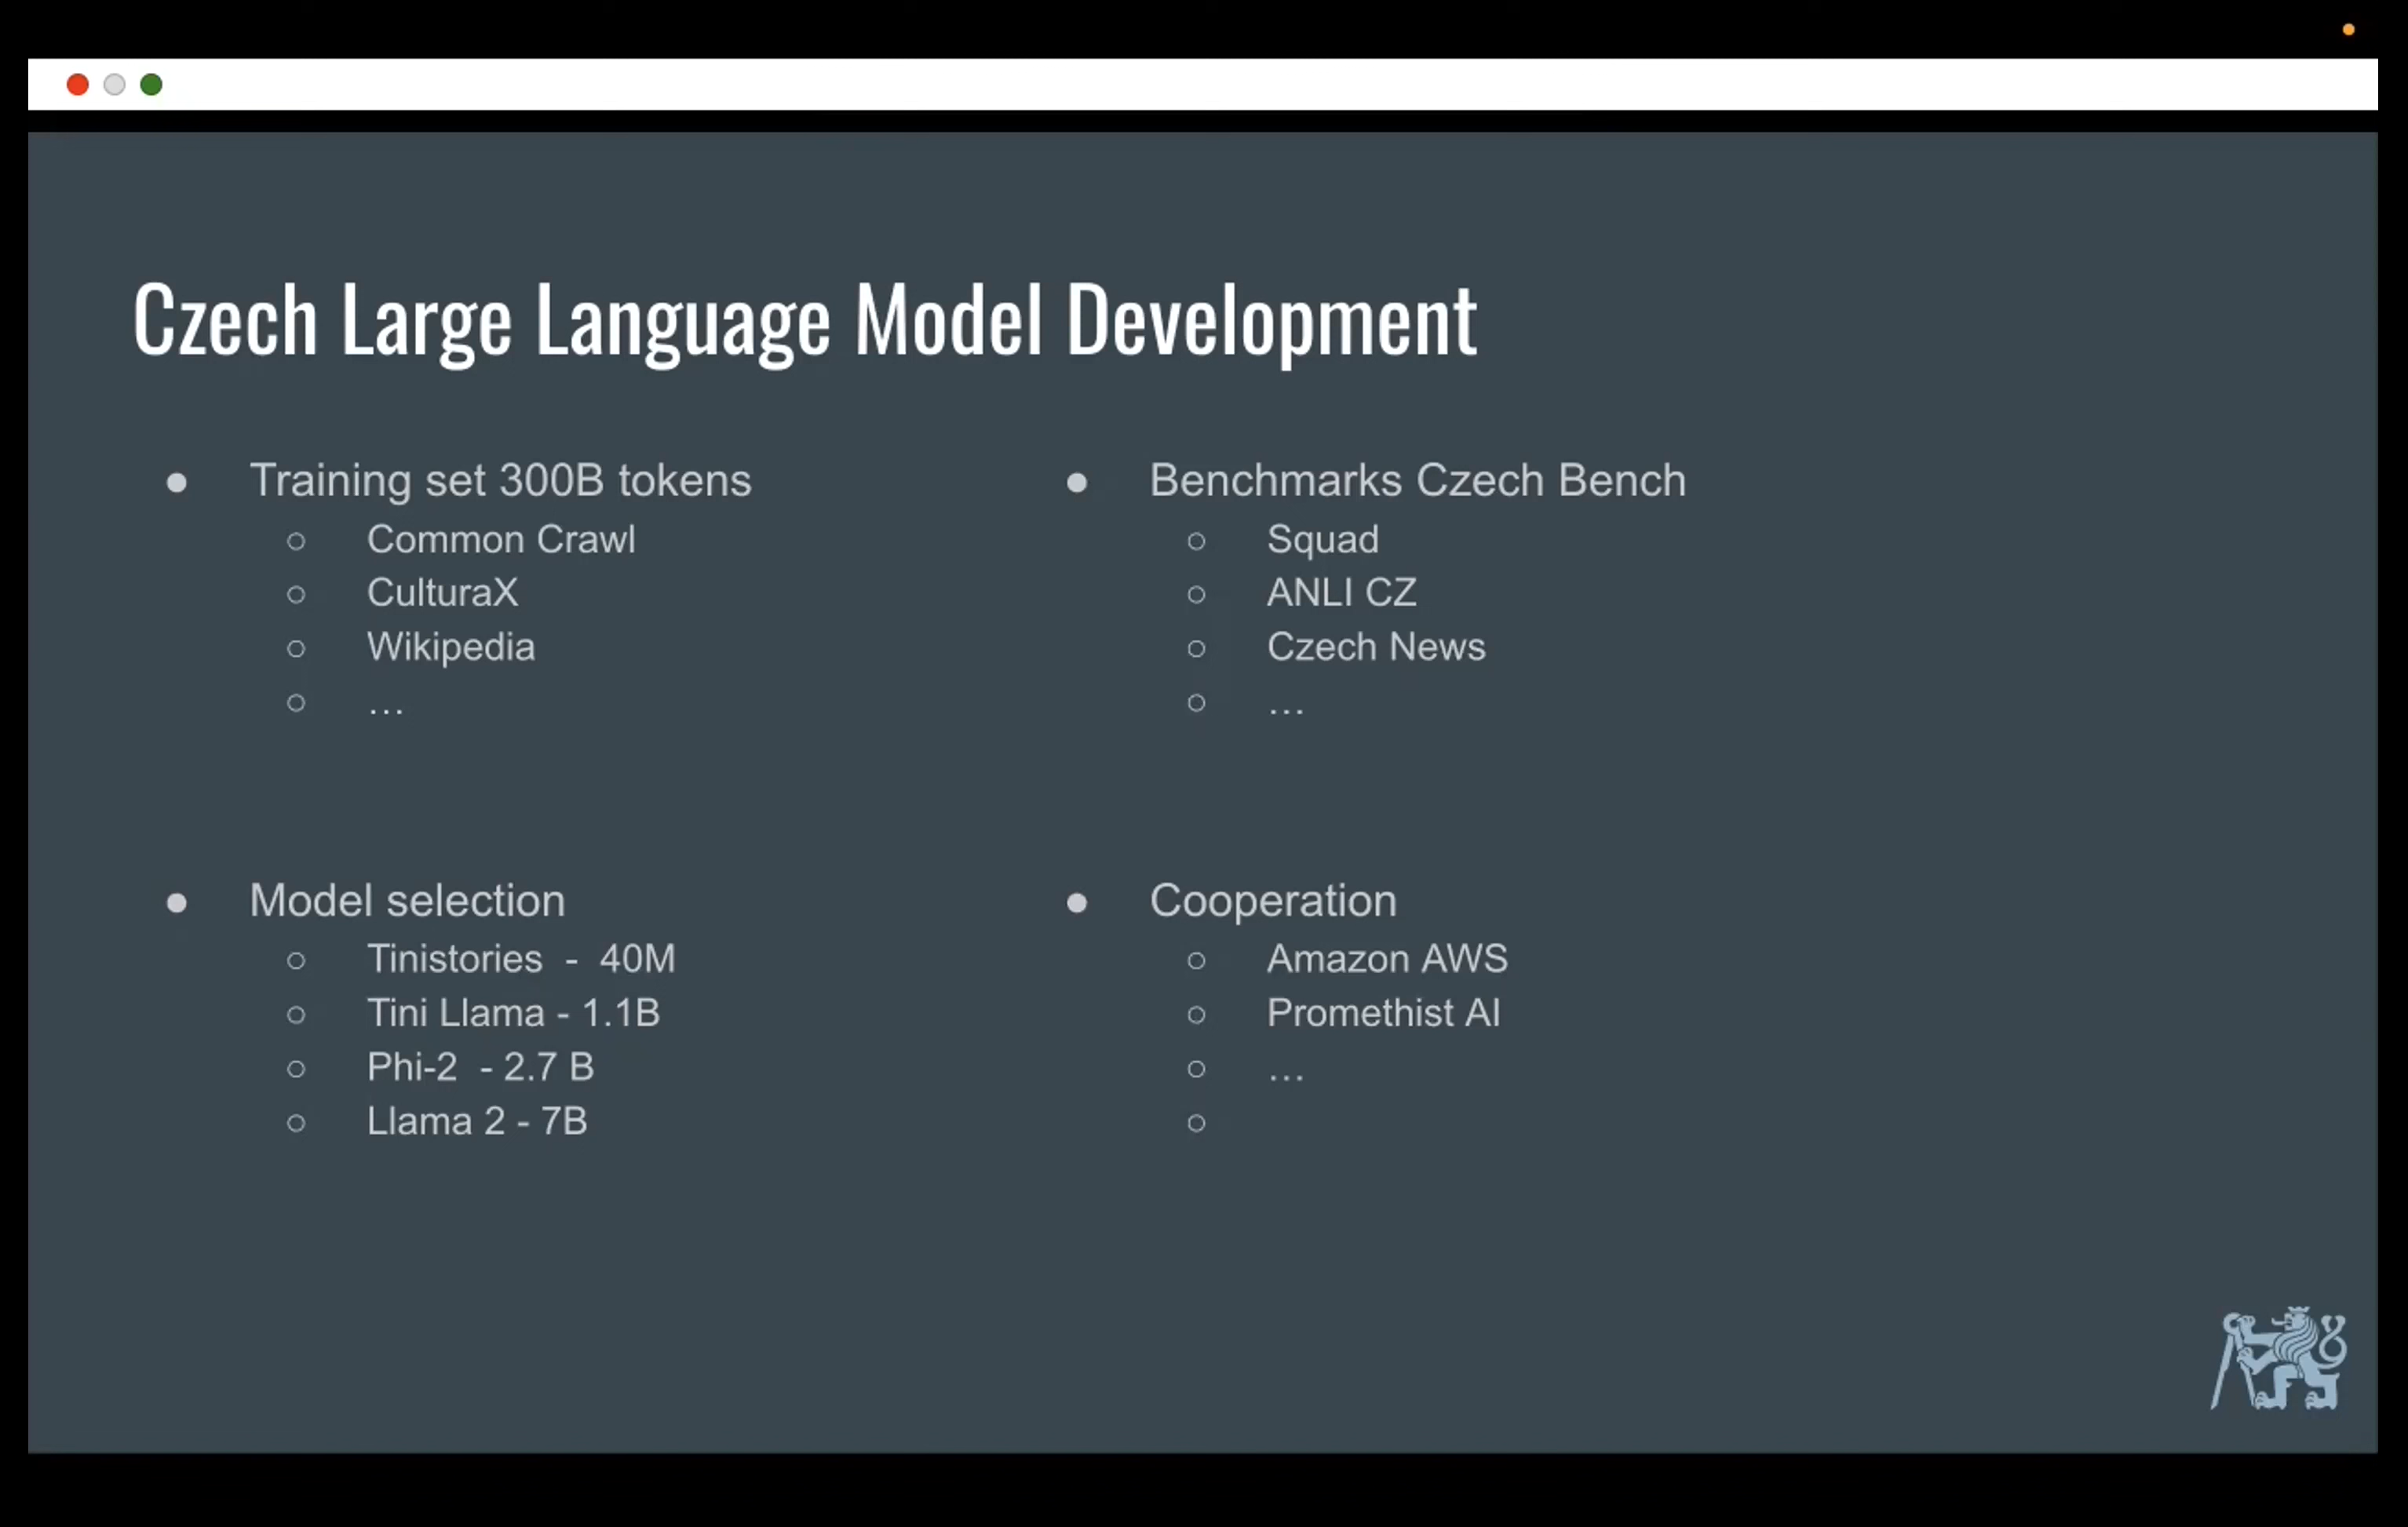 Czech Large Language Model Development
Training set 300B tokens
Common Crawl
CulturaX
Wikipedia
…
Model selection
Tinistories - 40M
Tini Llama - 1.1B
Phi-2 - 2.7 B
Llama 2 - 7B
Benchmarks Czech Bench
Squad
ANLI CZ
Czech News
…
Cooperation
Amazon AWS
Promethist AI
…